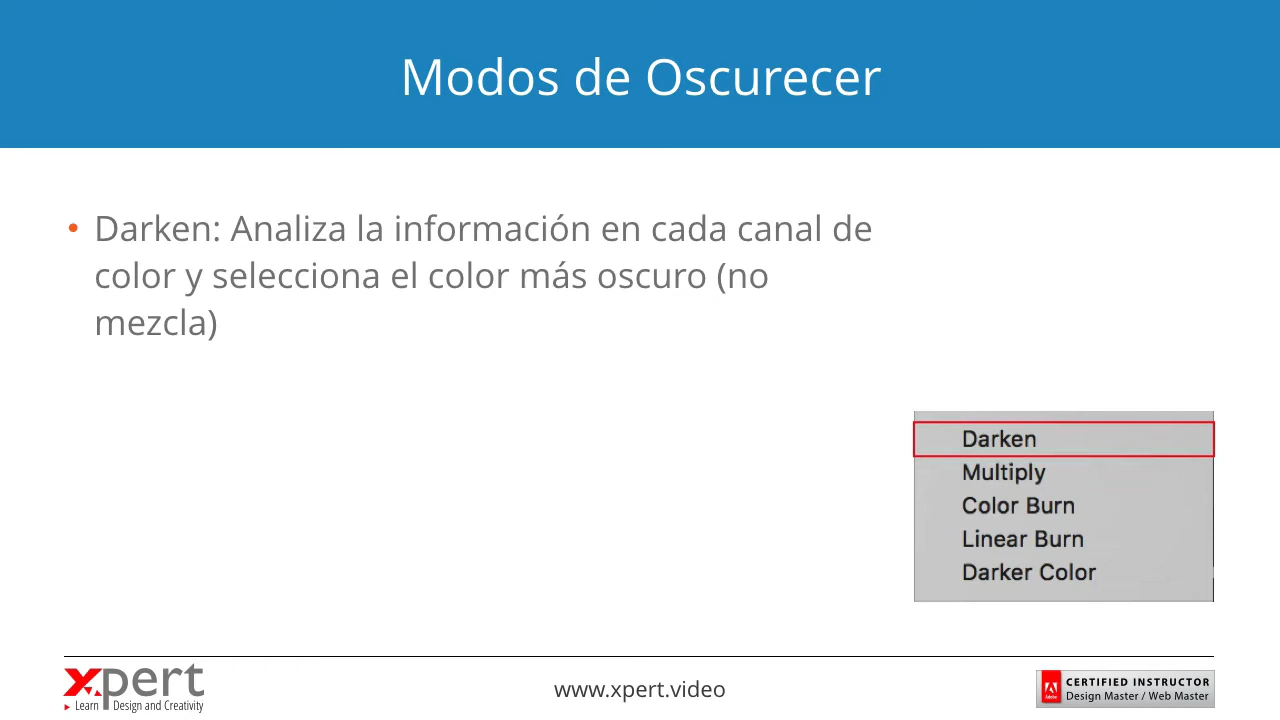 Modos de Oscurecer
• Darken: Analiza la información en cada canal de
color y selecciona el color más oscuro (no
mezcla)
Darken
Multiply
Color Burn
Linear Burn
Darker Color
xpert
Learn Design and Creativity
www.xpert.video
Adobe
CERTIFIED INSTRUCTOR
Design Master / Web Master